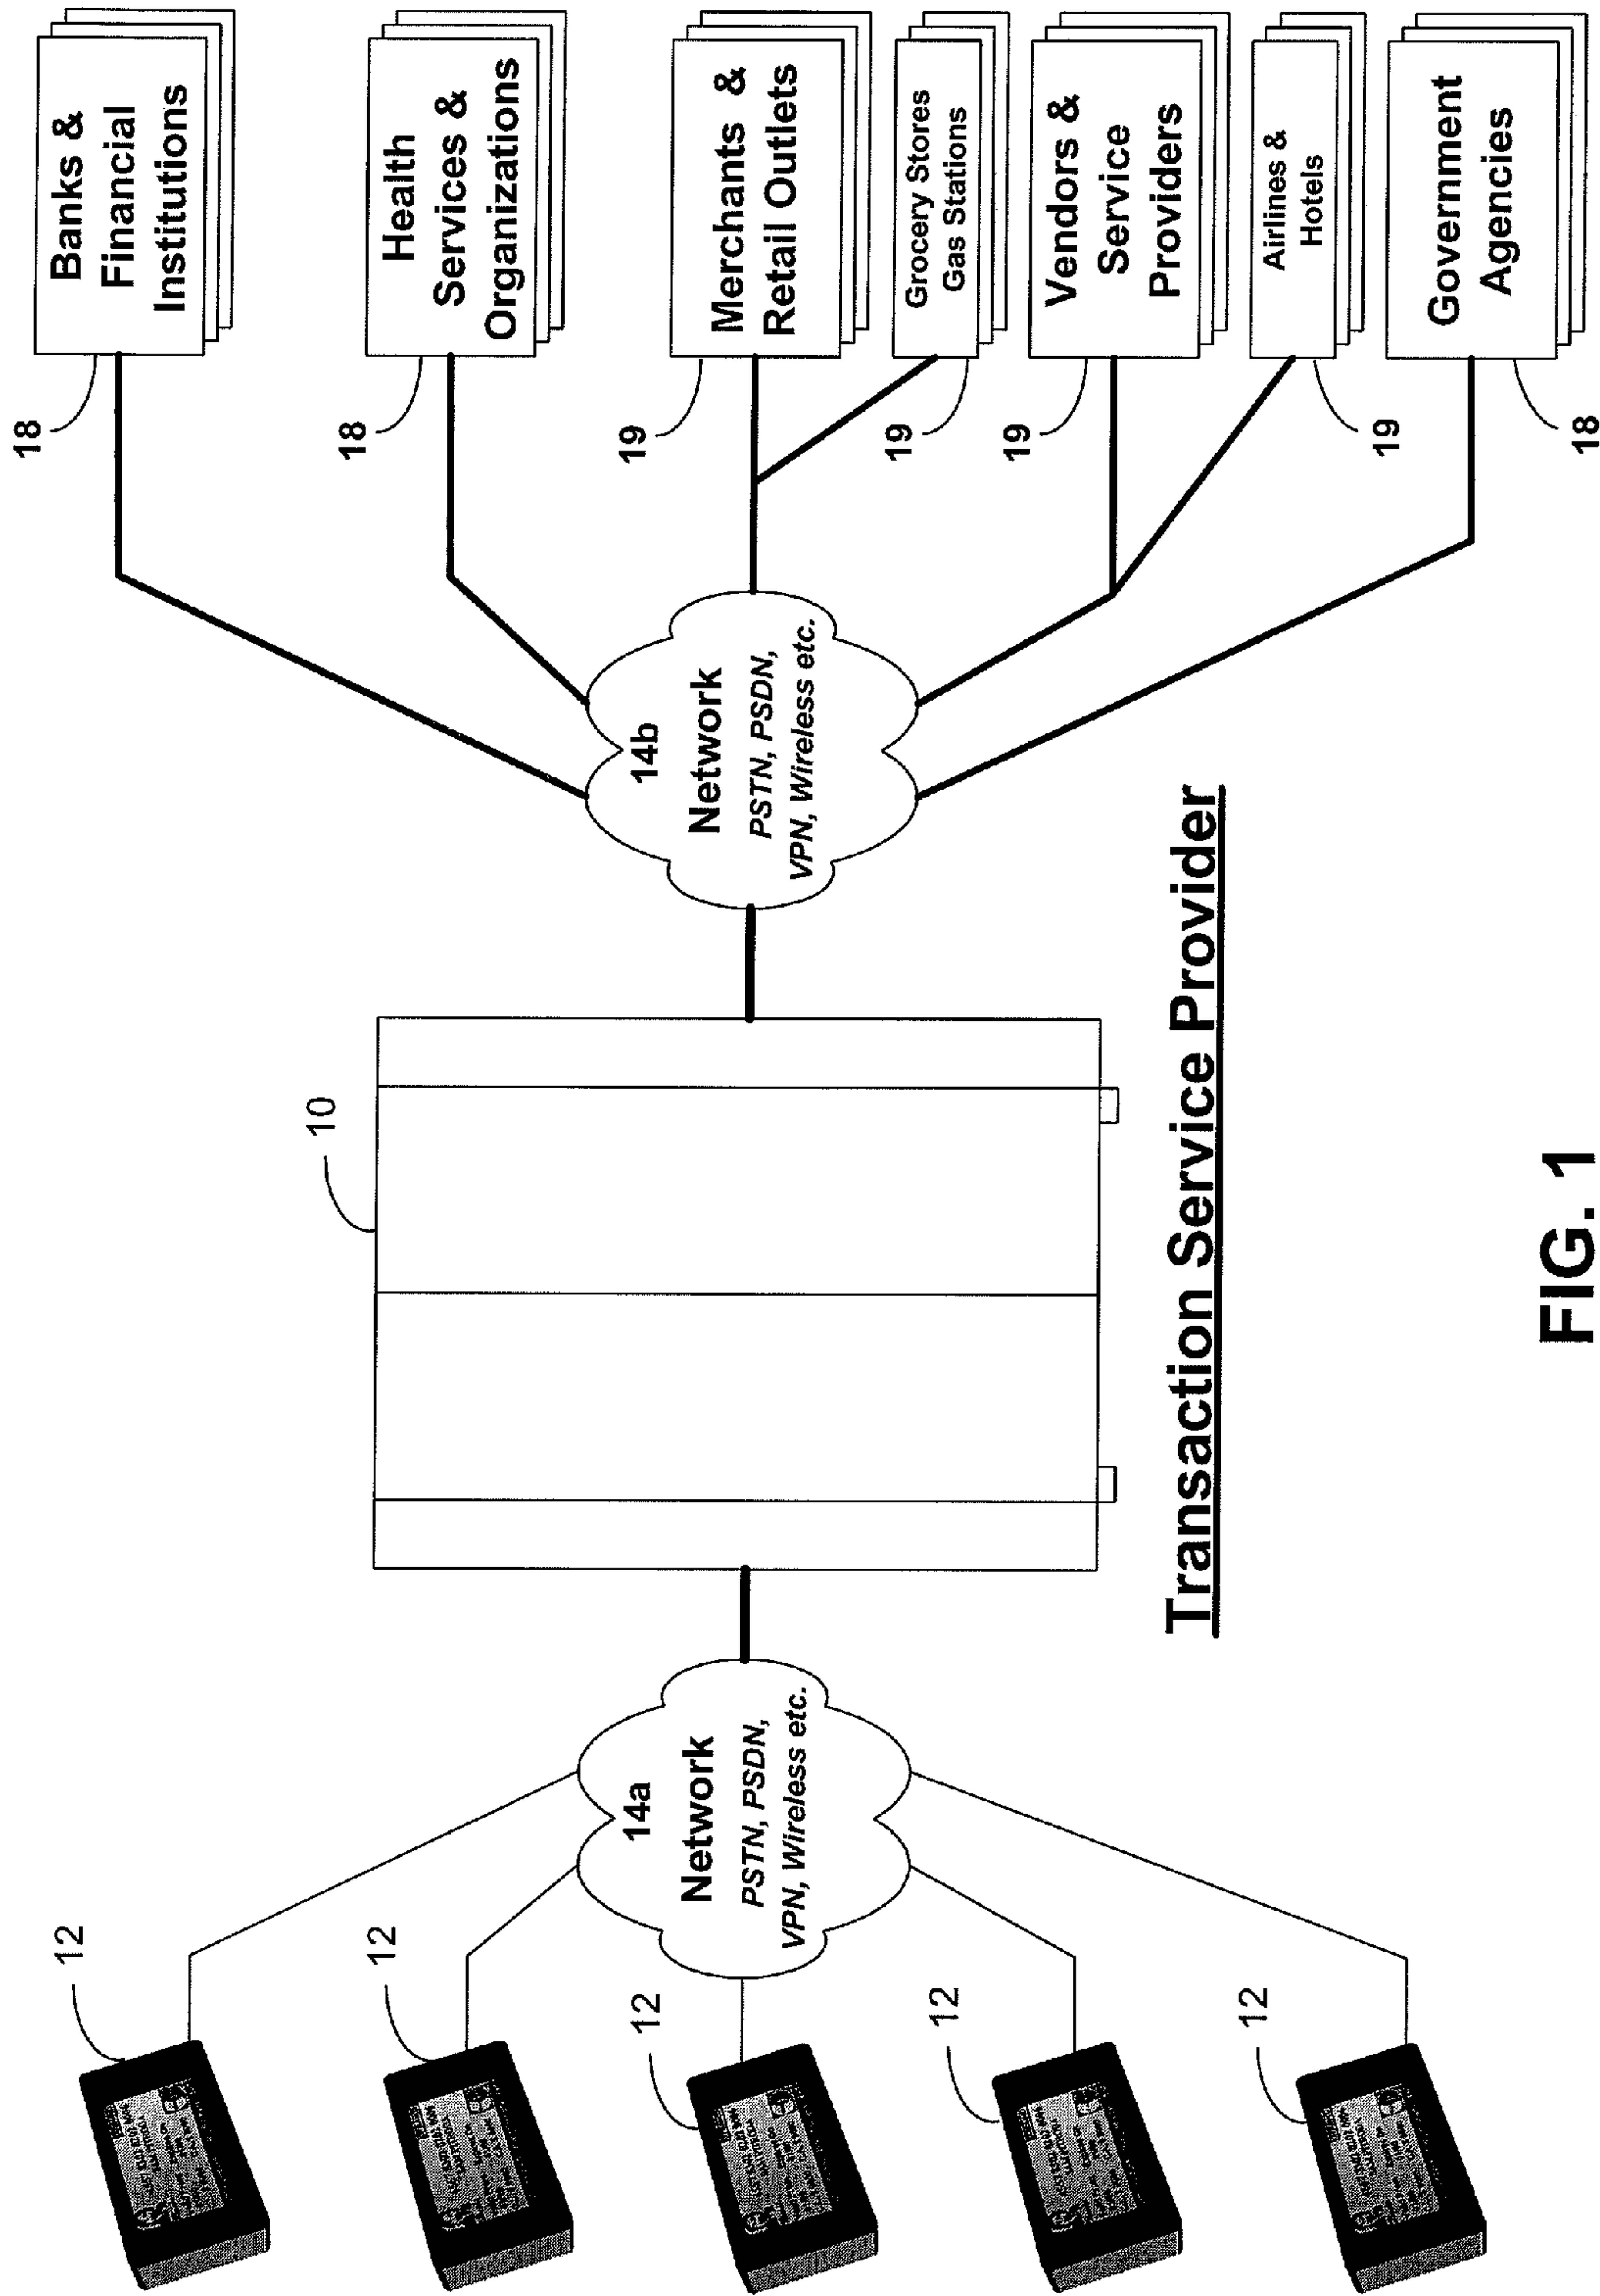 12
12
12
12
12
14a
Network
PSTN, PSDN,
VPN, Wireless etc.
10
Transaction Service Provider
14b
Network
PSTN, PSDN,
VPN, Wireless etc.
18
Banks &
Financial
Institutions
18
Health
Services &
Organizations
19
Merchants &
Retail Outlets
19
Grocery Stores
Gas Stations
19
Vendors &
Service
Providers
19
Airlines &
Hotels
18
Government
Agencies
FIG. 1